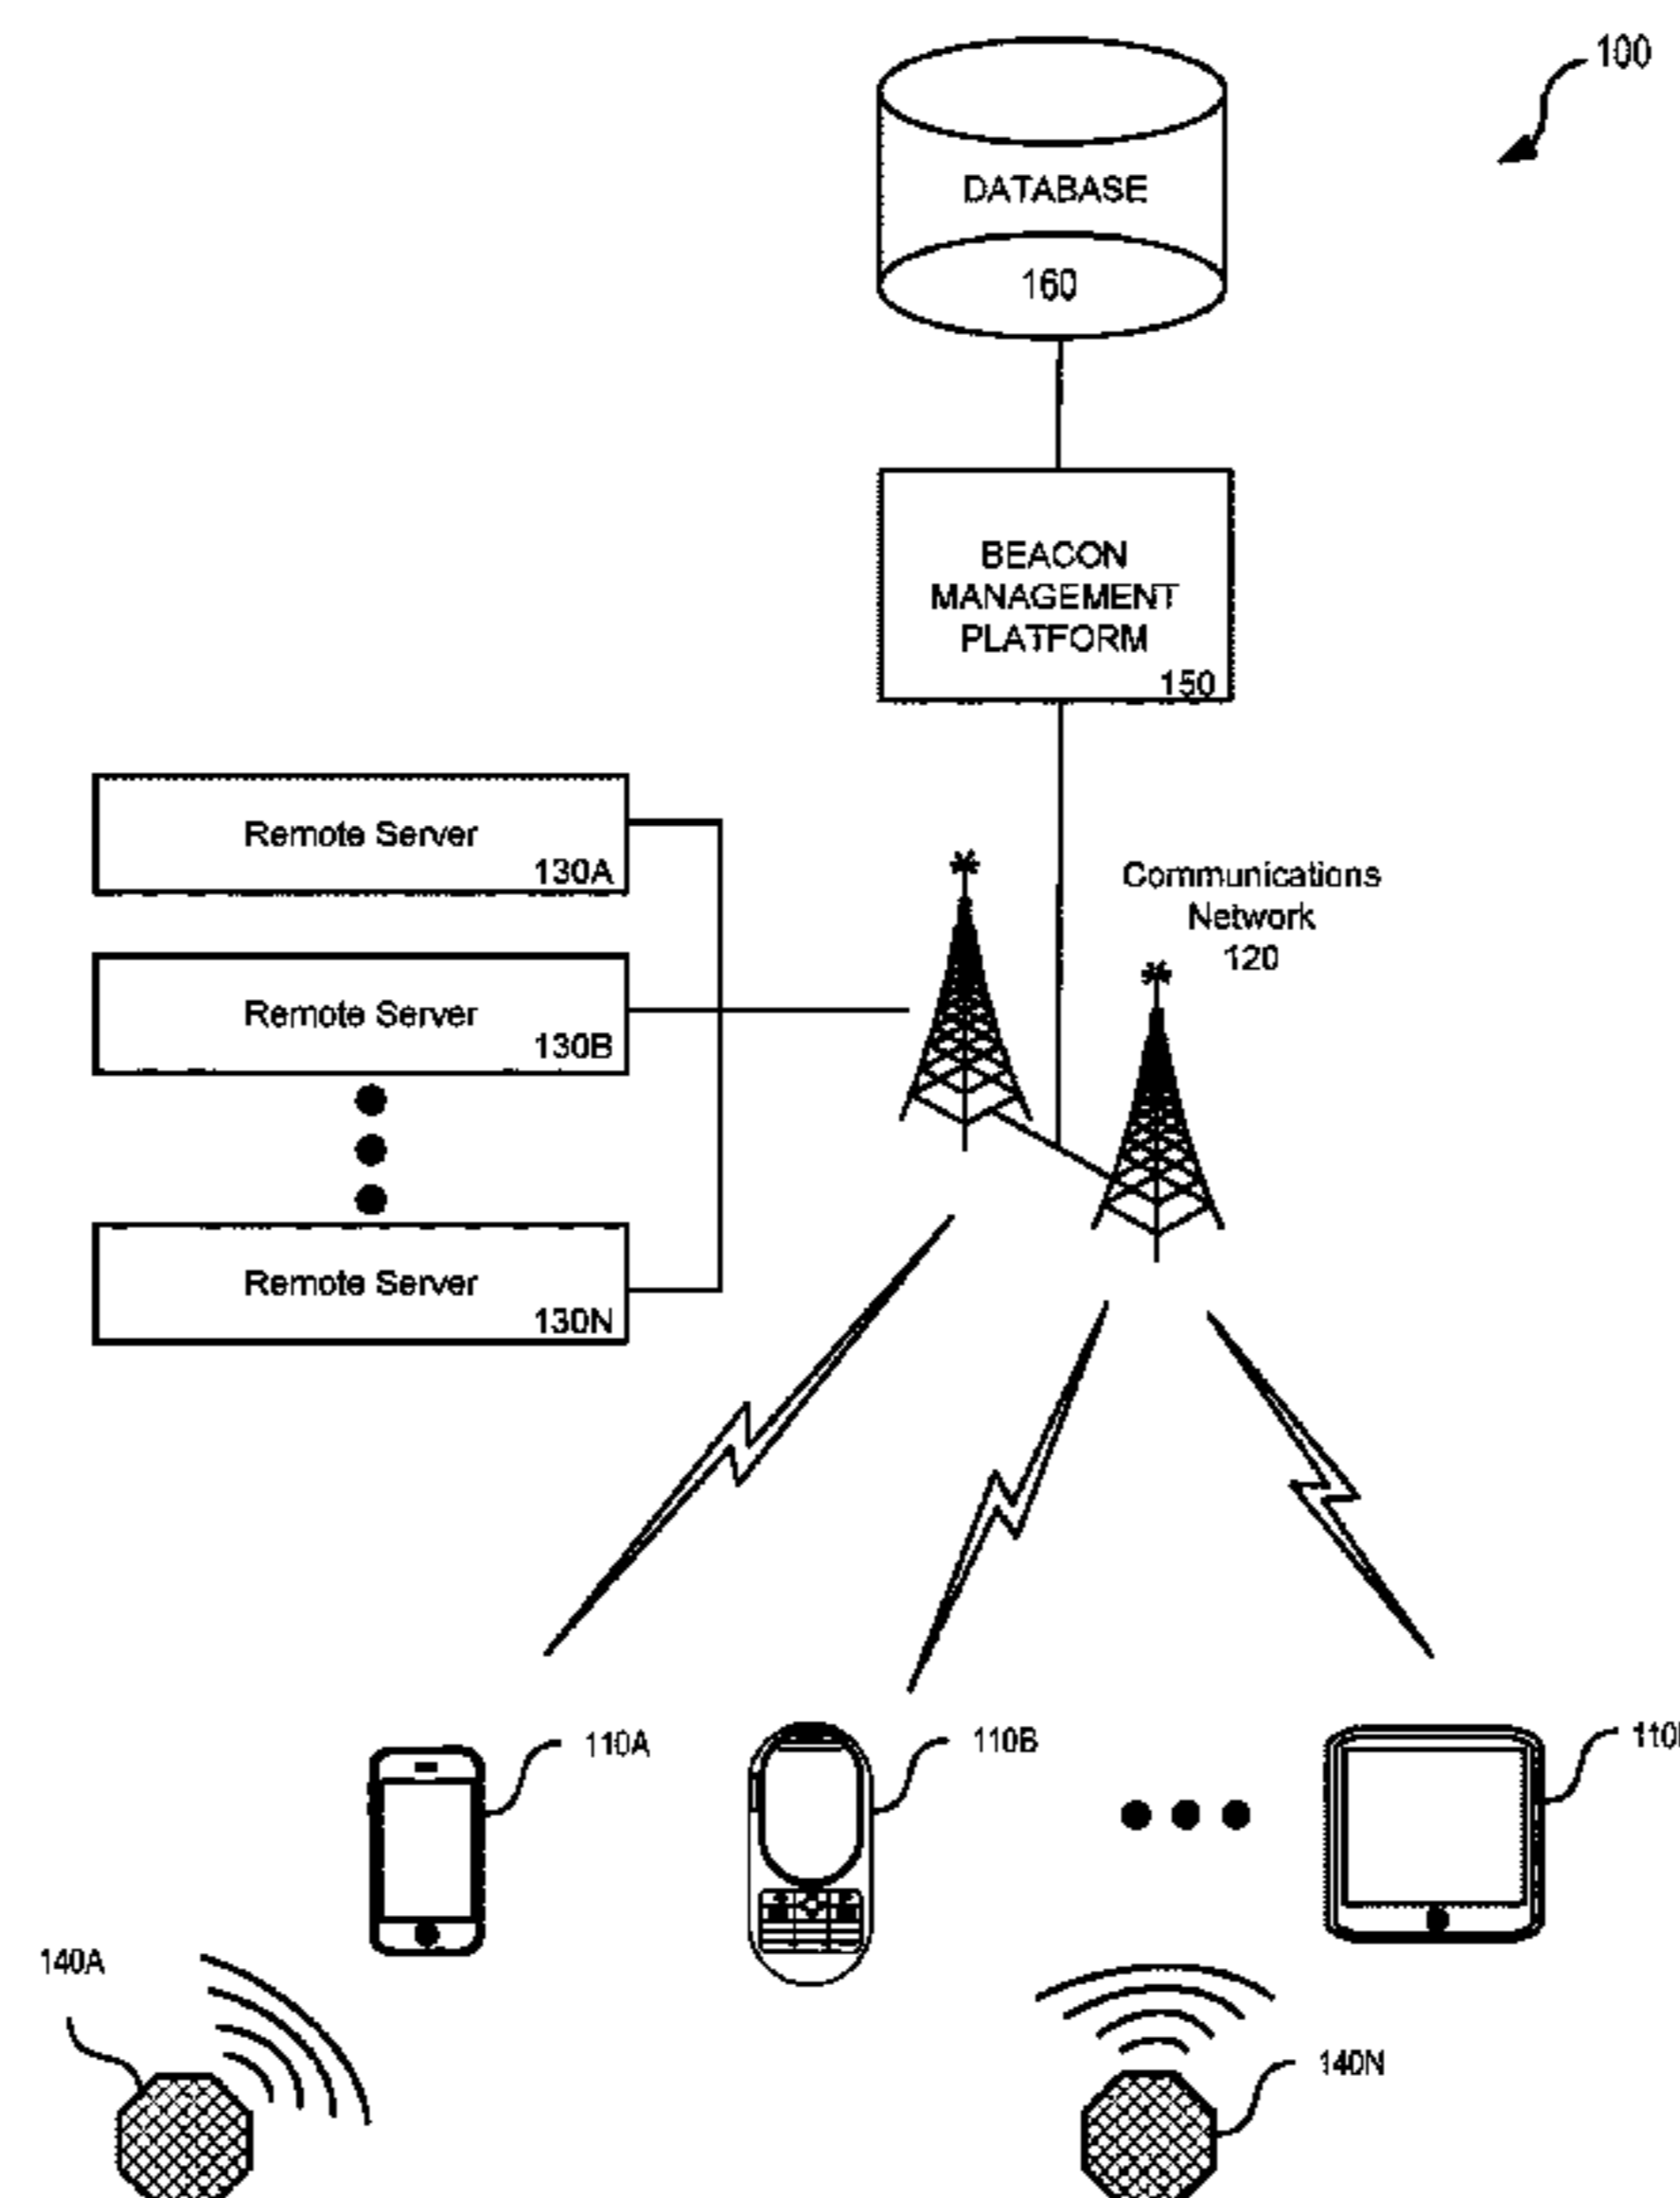 100
DATABASE
160
BEACON
MANAGEMENT
PLATFORM
150
Remote Server
130A
Communications
Network
120
Remote Server
130B
Remote Server
130N
110A
110B
140A
140N